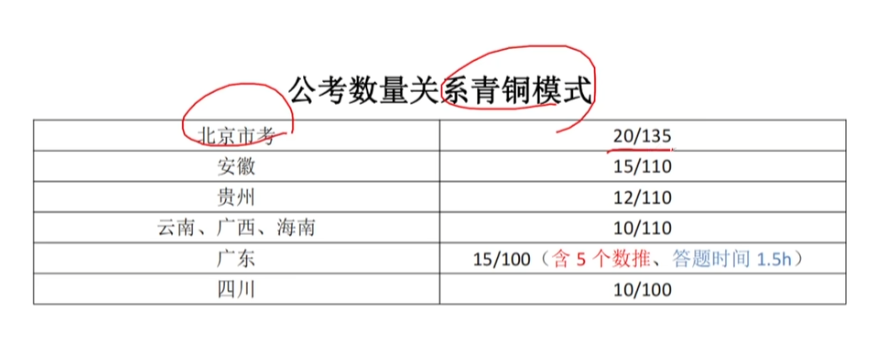 公考数量关系青铜模式
北京市考 20/135
安徽 15/110
贵州 12/110
云南、广西、海南 10/110
广东 15/100（含 5 个数推、答题时间 1.5h）
四川 10/100